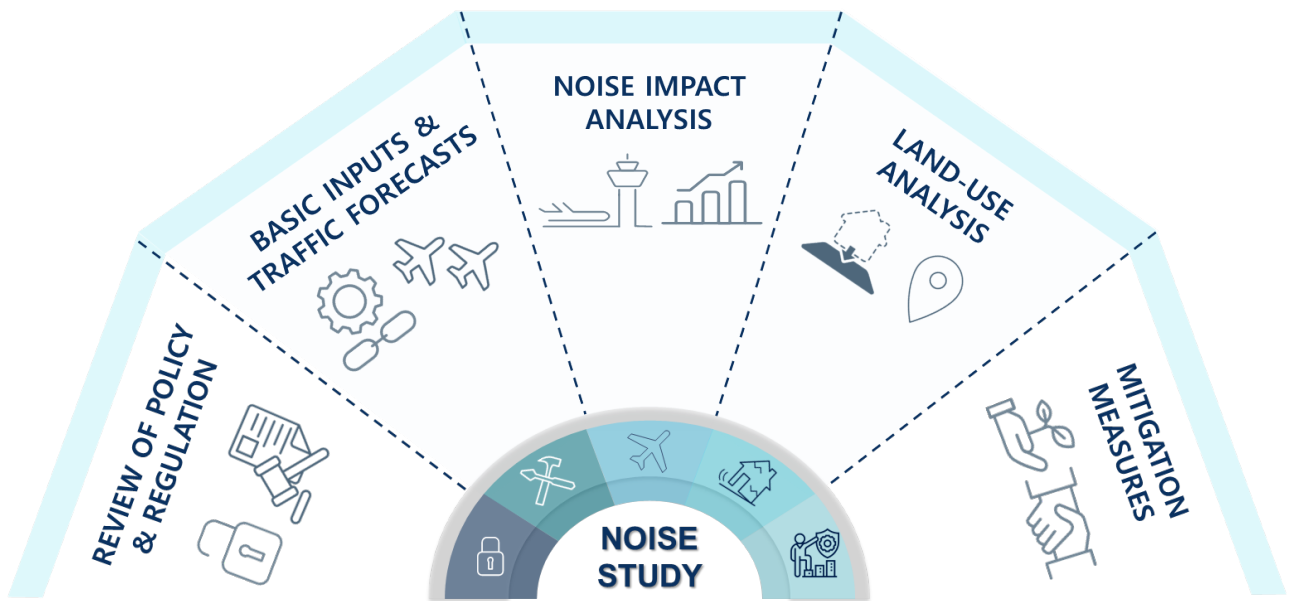 REVIEW OF POLICY
& REGULATION
BASIC INPUTS &
TRAFFIC FORECASTS
NOISE IMPACT
ANALYSIS
LAND-USE
ANALYSIS
MITIGATION
MEASURES
NOISE
STUDY